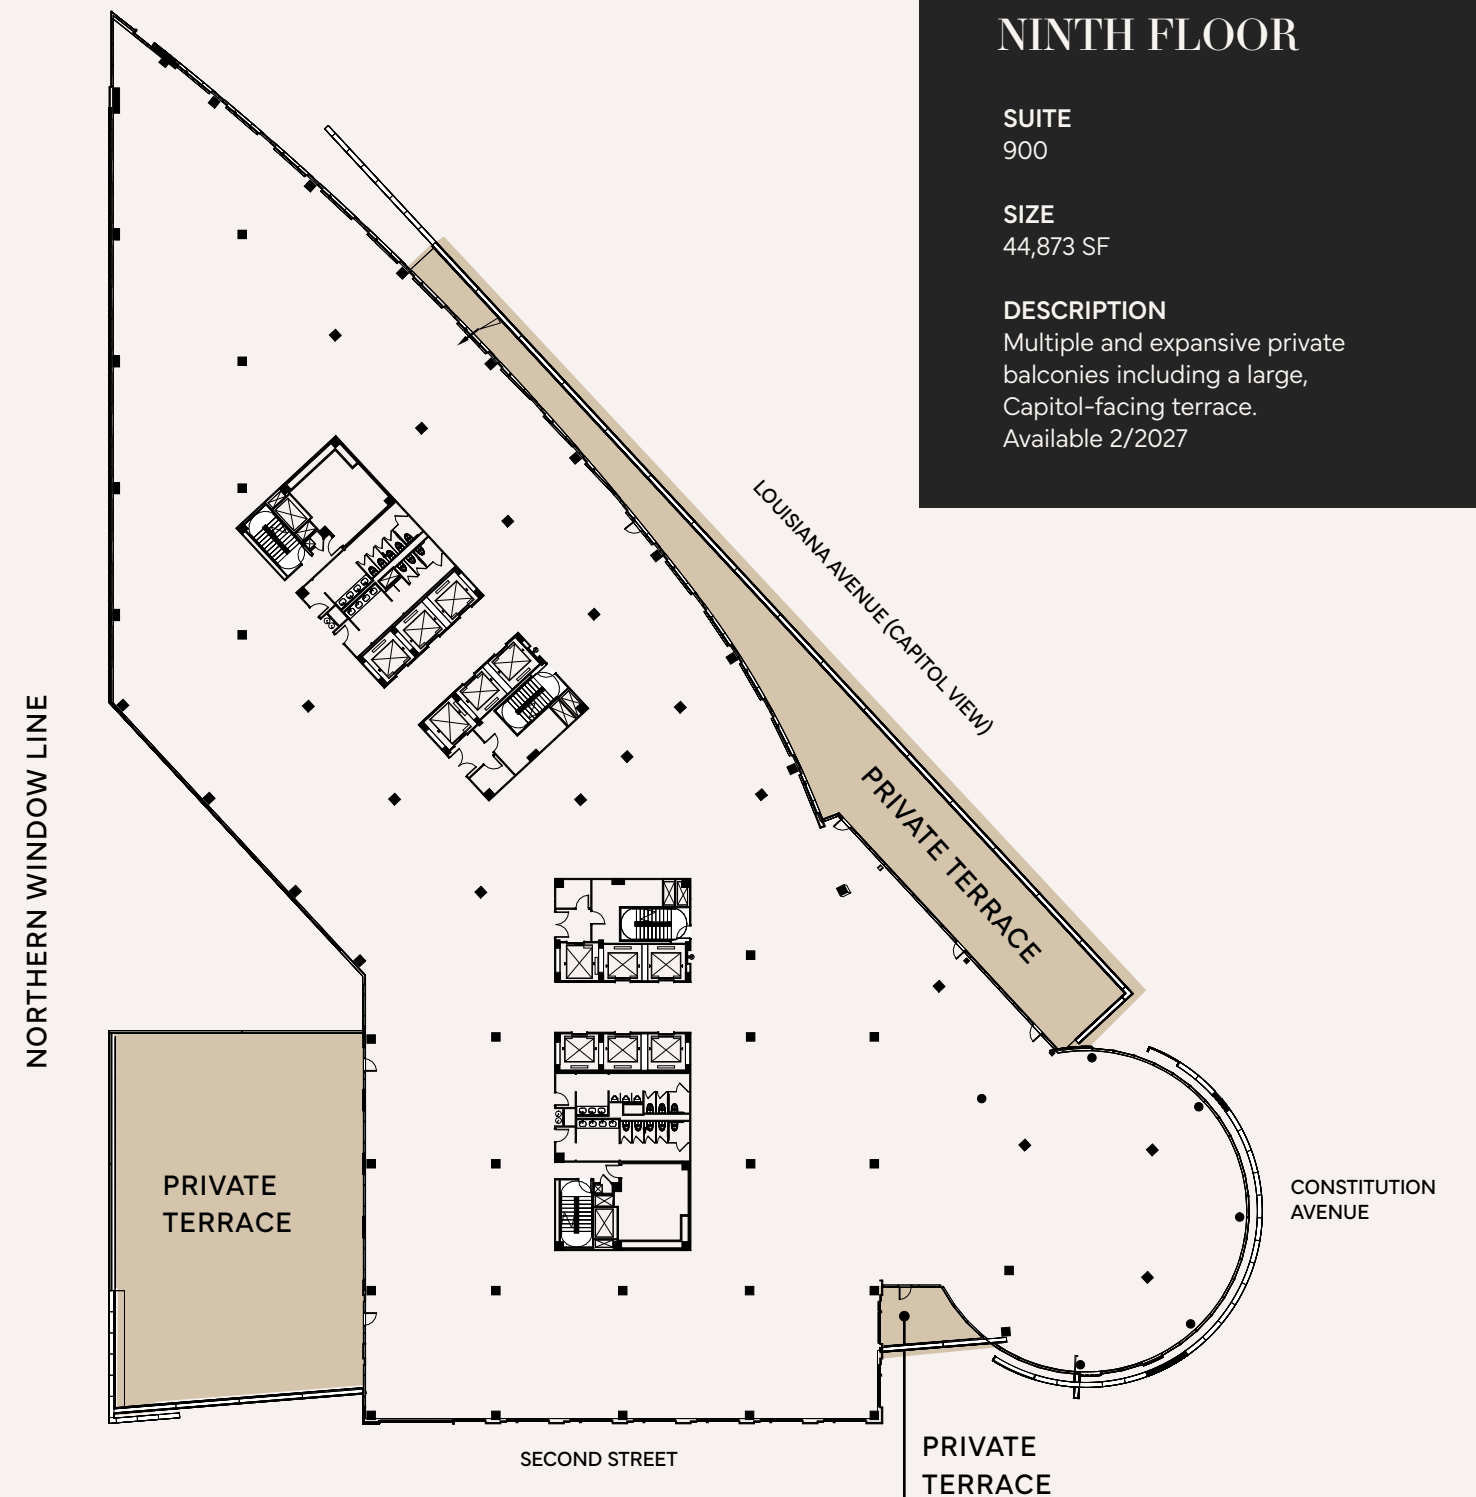 NINTH FLOOR
SUITE
900
SIZE
44,873 SF
DESCRIPTION
Multiple and expansive private
balconies including a large,
Capitol-facing terrace.
Available 2/2027
LOUISIANA AVENUE (CAPITOL VIEW)
PRIVATE TERRACE
NORTHERN WINDOW LINE
PRIVATE
TERRACE
CONSTITUTION
AVENUE
SECOND STREET
PRIVATE
TERRACE